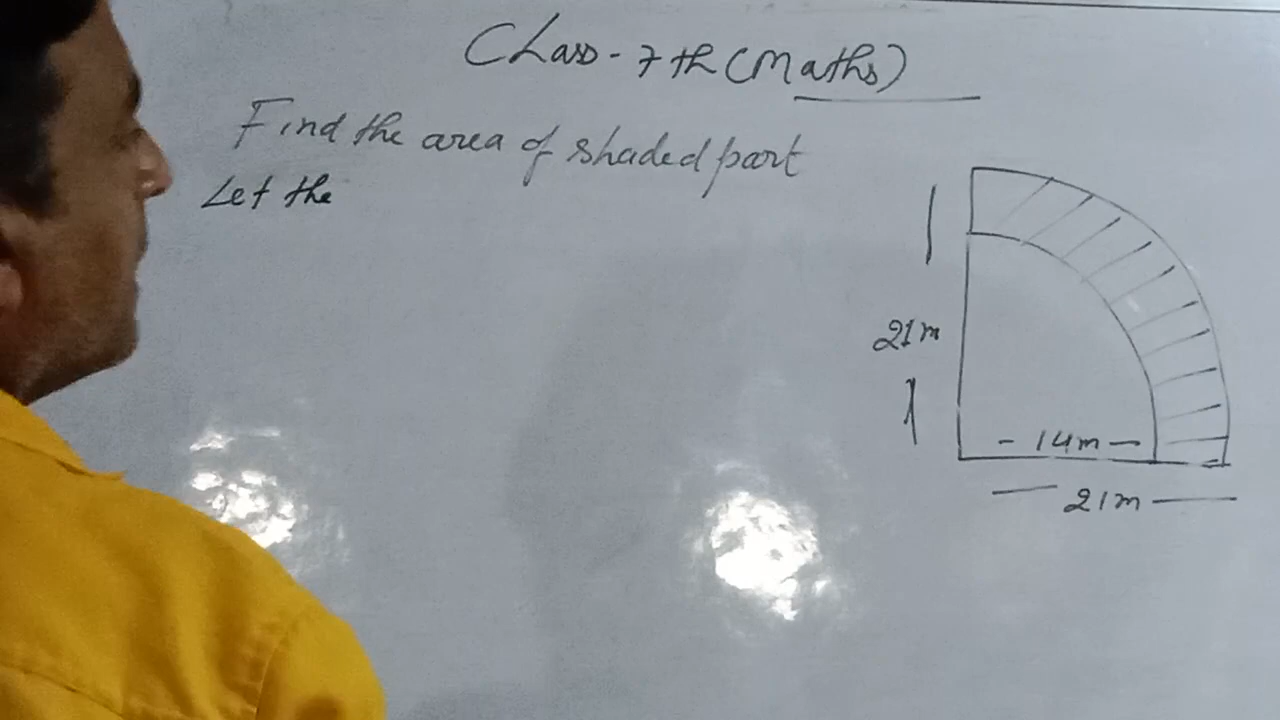 Class-7th (Maths)
Find the area of shaded part
Let the
21m
14m
21m